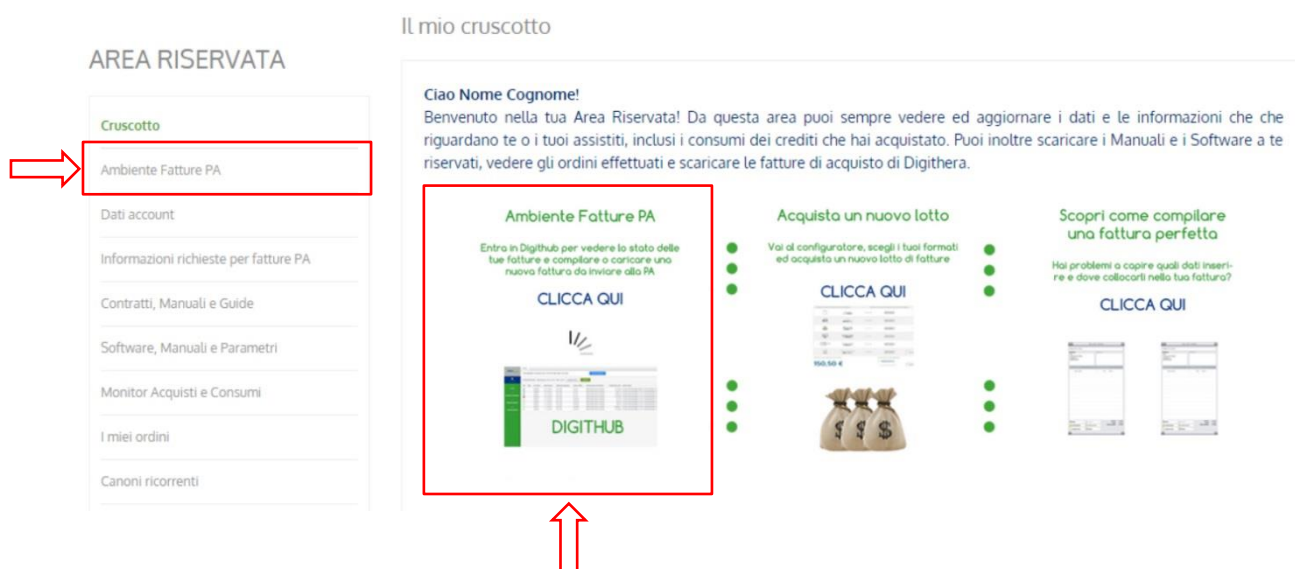 Il mio cruscotto
AREA RISERVATA
Cruscotto
Ambiente Fatture PA
Dati account
Informazioni richieste per fatture PA
Contratti, Manuali e Guide
Software, Manuali e Parametri
Monitor Acquisti e Consumi
I miei ordini
Canoni ricorrenti
Ciao Nome Cognome!
Benvenuto nella tua Area Riservata! Da questa area puoi sempre vedere ed aggiornare i dati e le informazioni che che
riguardano te o i tuoi assistiti, inclusi i consumi dei crediti che hai acquistato. Puoi inoltre scaricare i Manuali e i Software a te
riservati, vedere gli ordini effettuati e scaricare le fatture di acquisto di Digithera.
Ambiente Fatture PA
Entra in Digithub per vedere lo stato delle
tue fatture e compilare o caricare una
nuova fattura da inviare alla PA
CLICCA QUI
DIGITHUB
Acquista un nuovo lotto
Vai al configuratore, scegli i tuoi formati
ed acquista un nuovo lotto di fatture
CLICCA QUI
150,50 €
$ $ $
Scopri come compilare
una fattura perfetta
Hai problemi a capire quali dati inseri-
re e dove collocarli nella tua fattura?
CLICCA QUI